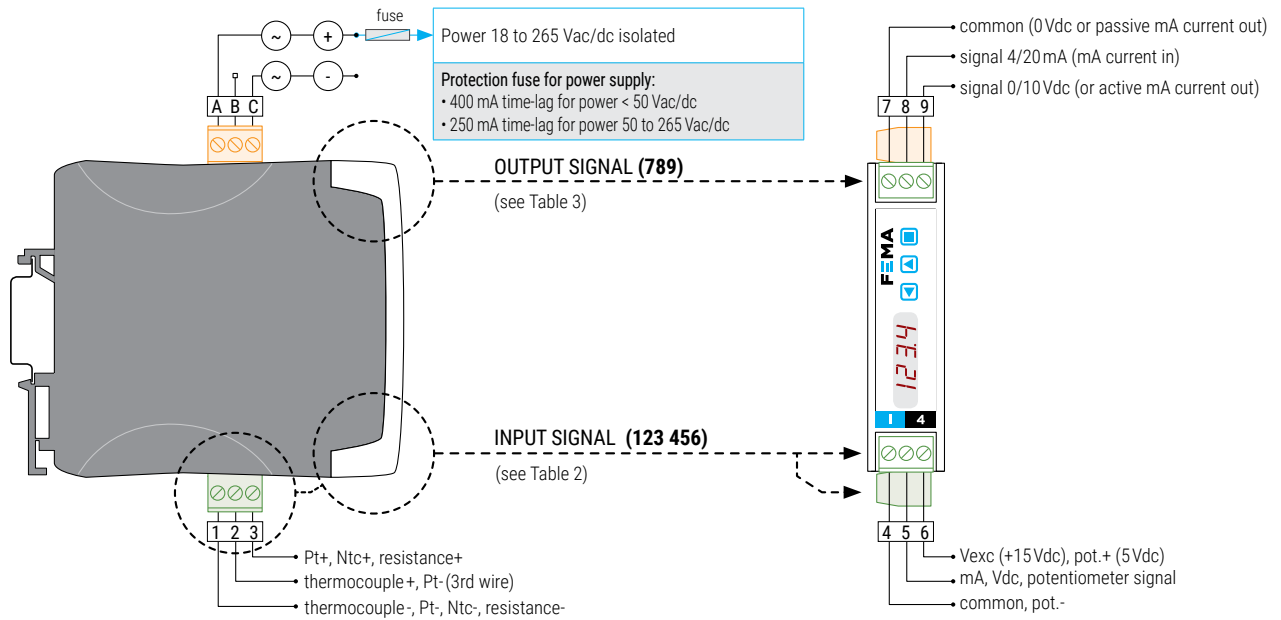 fuse
~ +
~ -
Power 18 to 265 Vac/dc isolated
Protection fuse for power supply:
• 400 mA time-lag for power < 50 Vac/dc
• 250 mA time-lag for power 50 to 265 Vac/dc
A B C
common (0 Vdc or passive mA current out)
signal 4/20 mA (mA current in)
signal 0/10 Vdc (or active mA current out)
7 8 9
OUTPUT SIGNAL (789)
(see Table 3)
FEMA
1234
I 4
INPUT SIGNAL (123 456)
(see Table 2)
1 2 3
Pt+, Ntc+, resistance+
thermocouple+, Pt- (3rd wire)
thermocouple-, Pt-, Ntc-, resistance-
4 5 6
Vexc (+15 Vdc), pot.+ (5 Vdc)
mA, Vdc, potentiometer signal
common, pot.-